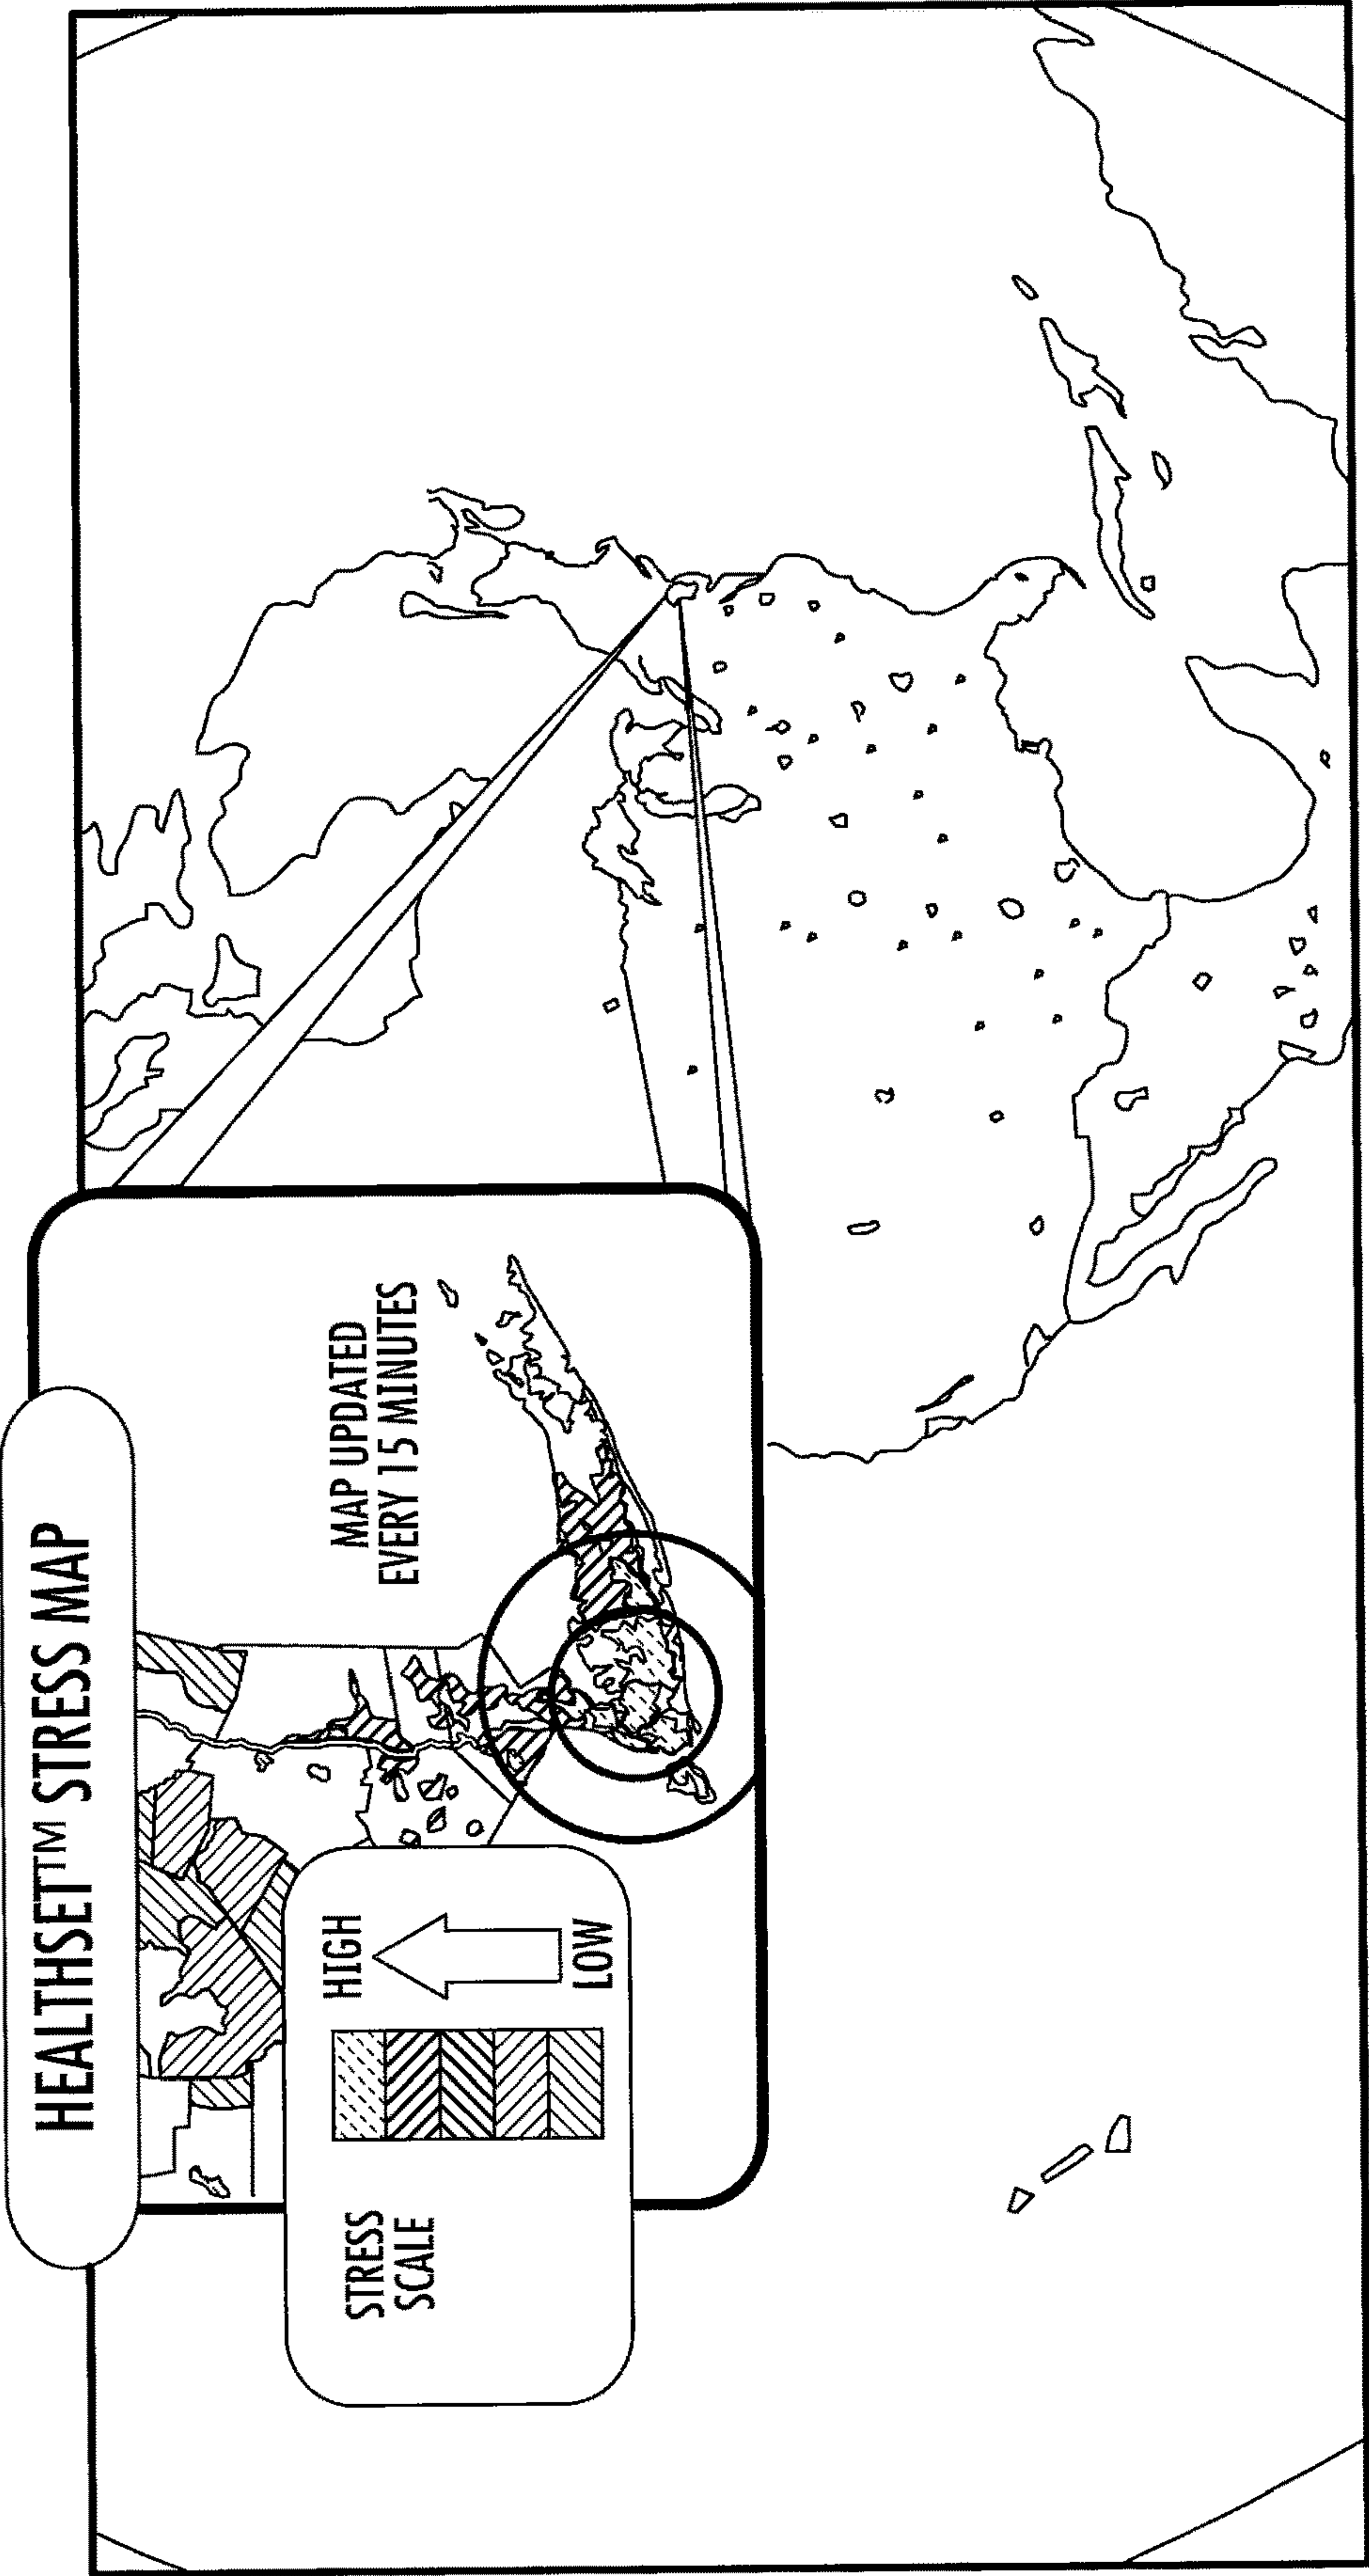 HEALTHSET™ STRESS MAP
MAP UPDATED
EVERY 15 MINUTES
STRESS
SCALE
HIGH
LOW